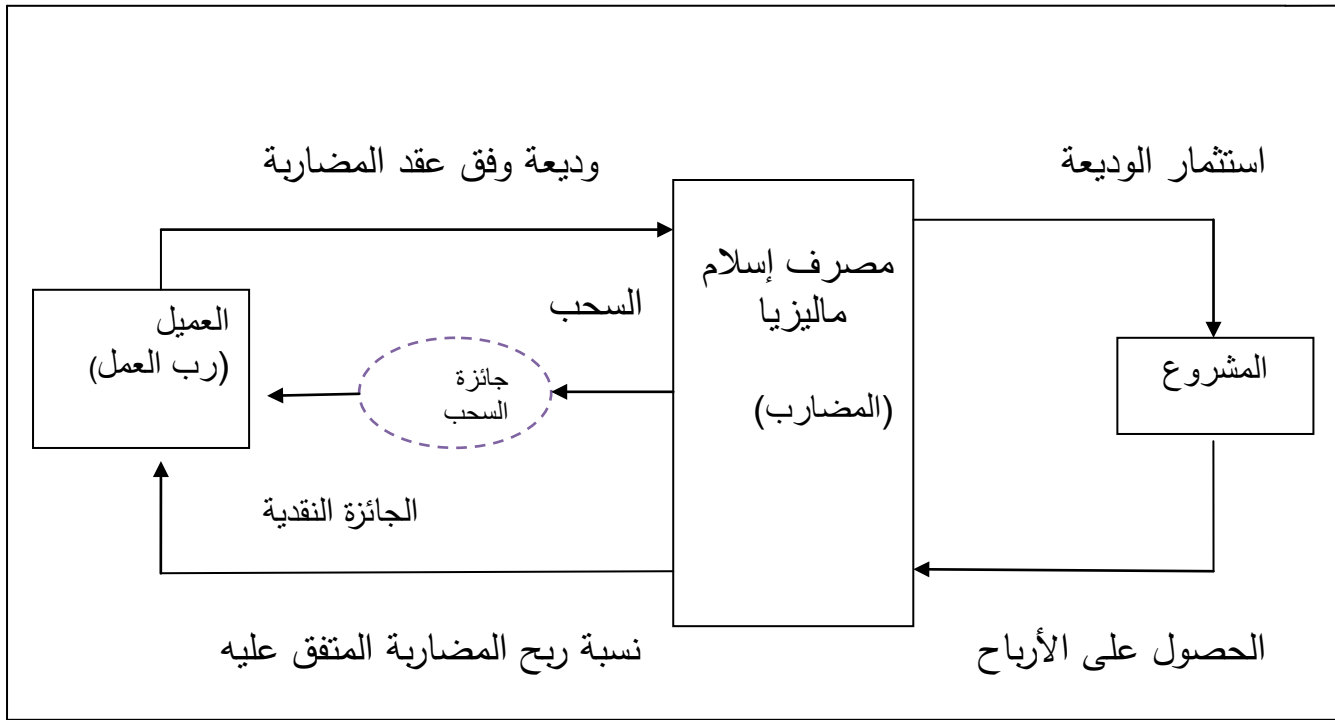 وديعة وفق عقد المضاربة
استثمار الوديعة
مصرف إسلام
ماليزيا
(المضارب)
السحب
العميل
(رب العمل)
جائزة
السحب
المشروع
الجائزة النقدية
نسبة ربح المضاربة المتفق عليه
الحصول على الأرباح